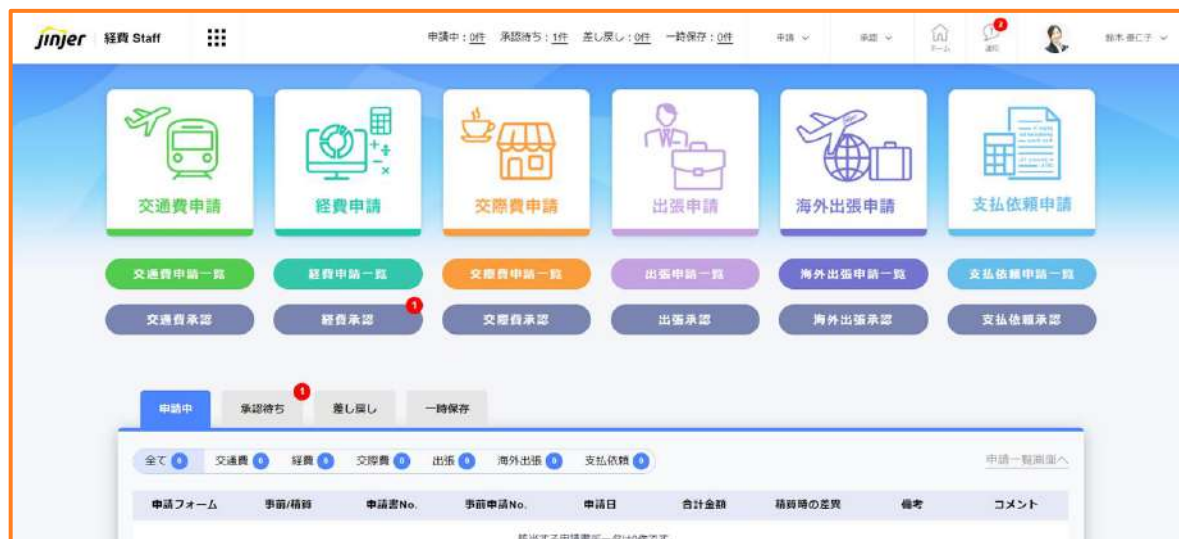 jinjer 経費 Staff 申請中：0件 承認待ち：1件 差し戻し：0件 一時保存：0件 申請 承認 2
ホーム 通知
交通費申請 経費申請 交際費申請 出張申請 海外出張申請 支払依頼申請
交通費申請一覧 経費申請一覧 交際費申請一覧 出張申請一覧 海外出張申請一覧 支払依頼申請一覧
交通費承認 経費承認 1 交際費承認 出張承認 海外出張承認 支払依頼承認
申請中 承認待ち 1 差し戻し 一時保存
全て 0 交通費 0 経費 0 交際費 0 出張 0 海外出張 0 支払依頼 0 申請一覧画面へ
申請フォーム 事前/精算 申請書No. 事前申請No. 申請日 合計金額 精算時の差異 備考 コメント